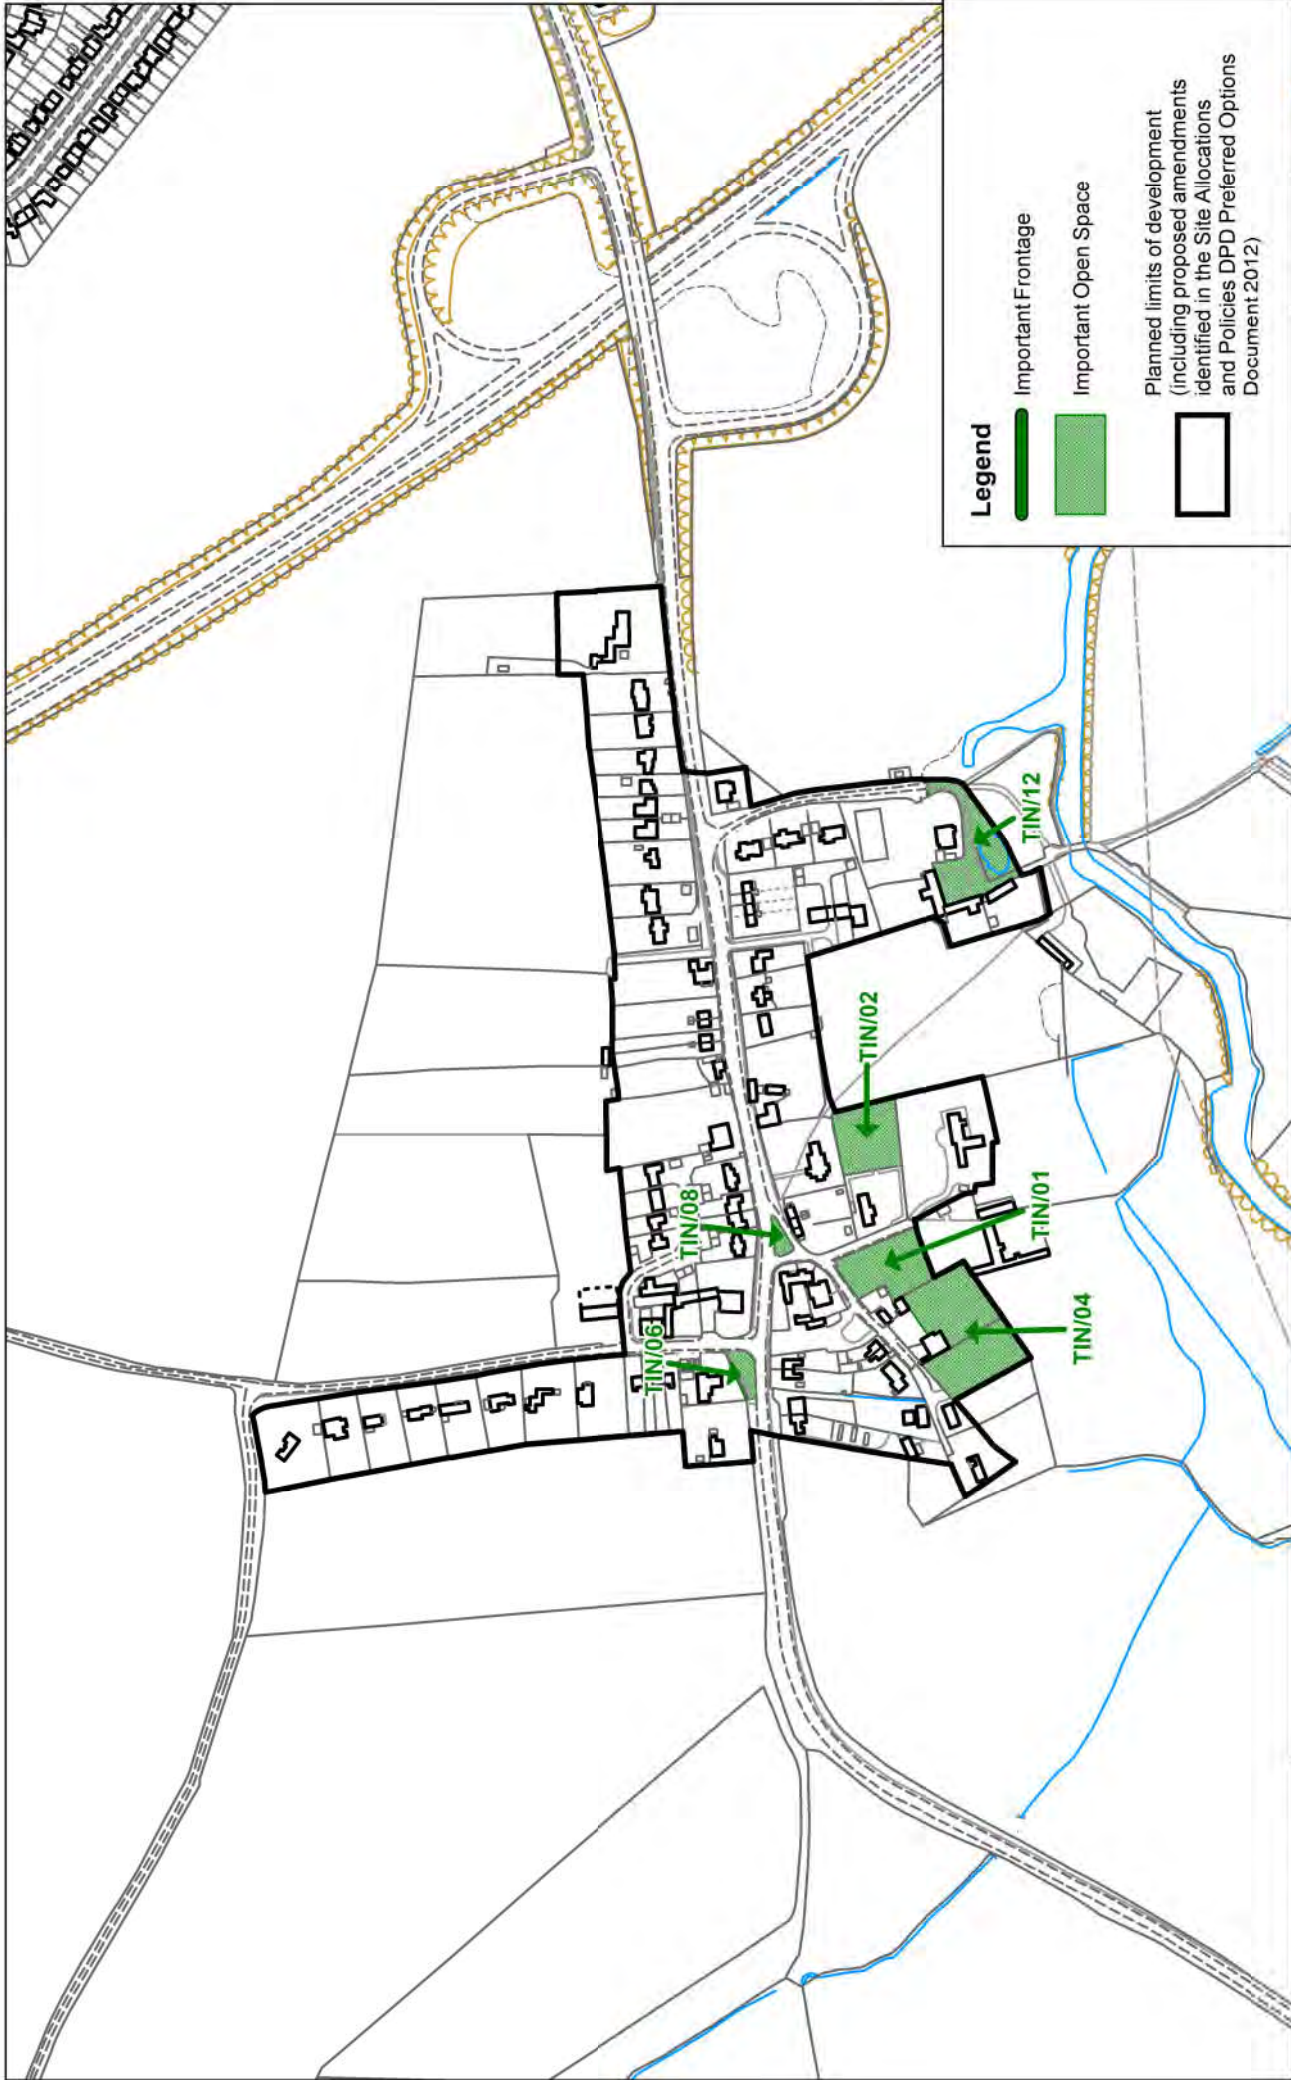 TIN/06
TIN/08
TIN/04
TIN/01
TIN/02
TIN/12
Legend
Important Frontage
Important Open Space
Planned limits of development
(including proposed amendments
identified in the Site Allocations
and Policies DPD Preferred Options
Document 2012)